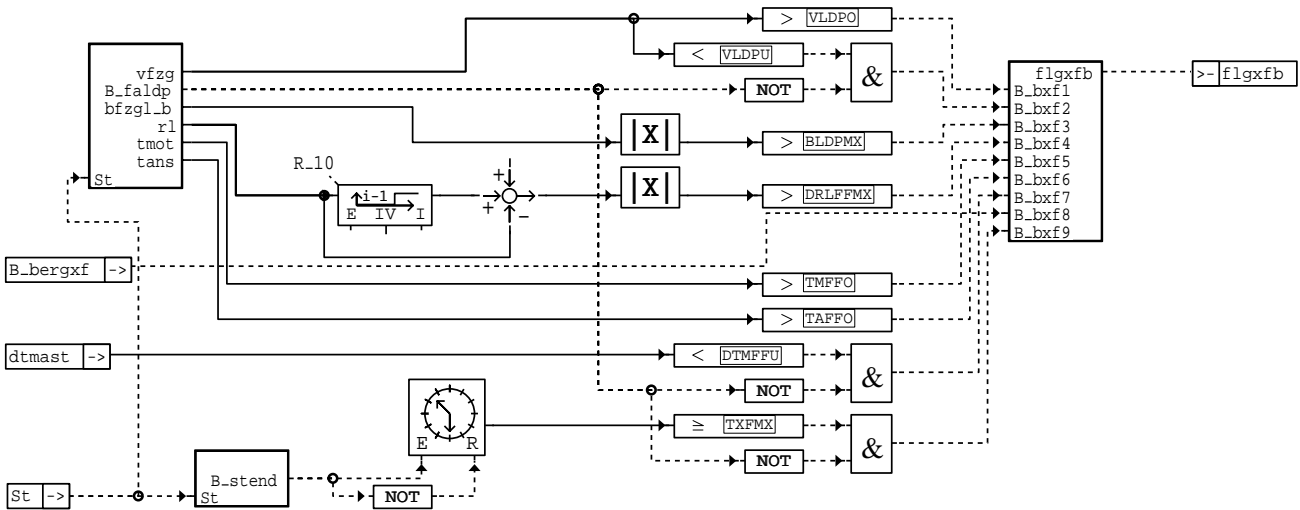 > VLDPO
< VLDPU
&
NOT
vfzg
B_faldp
bfzgl_b
rl
tmot
tans
St
|X|
> BLDPMX
R_10
i-1
E IV I
+
+
−
|X|
> DRLFFMX
flgxfb
B_bxf1
B_bxf2
B_bxf3
B_bxf4
B_bxf5
B_bxf6
B_bxf7
B_bxf8
B_bxf9
>- flgxfb
B_bergxf ->
> TMFFO
> TAFFO
dtmast ->
< DTMFFU
NOT
&
E R
≥ TXFMX
NOT
&
St ->
B_stend
St
NOT